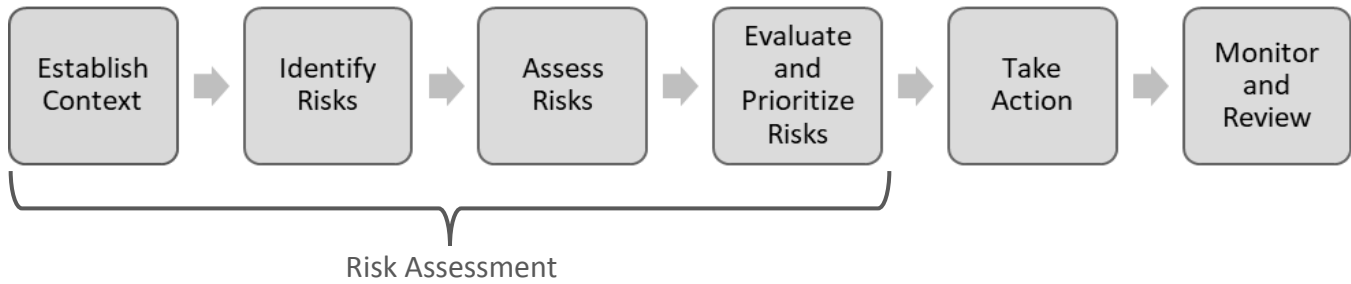 Establish
Context
Identify
Risks
Assess
Risks
Evaluate
and
Prioritize
Risks
Take
Action
Monitor
and
Review
Risk Assessment